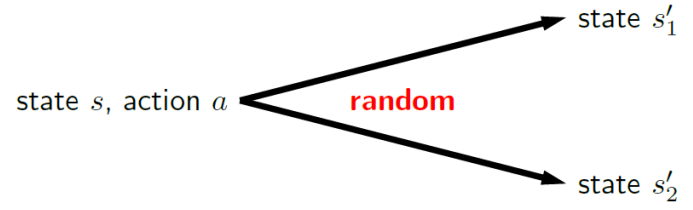 state s′₁
state s, action a
random
state s′₂